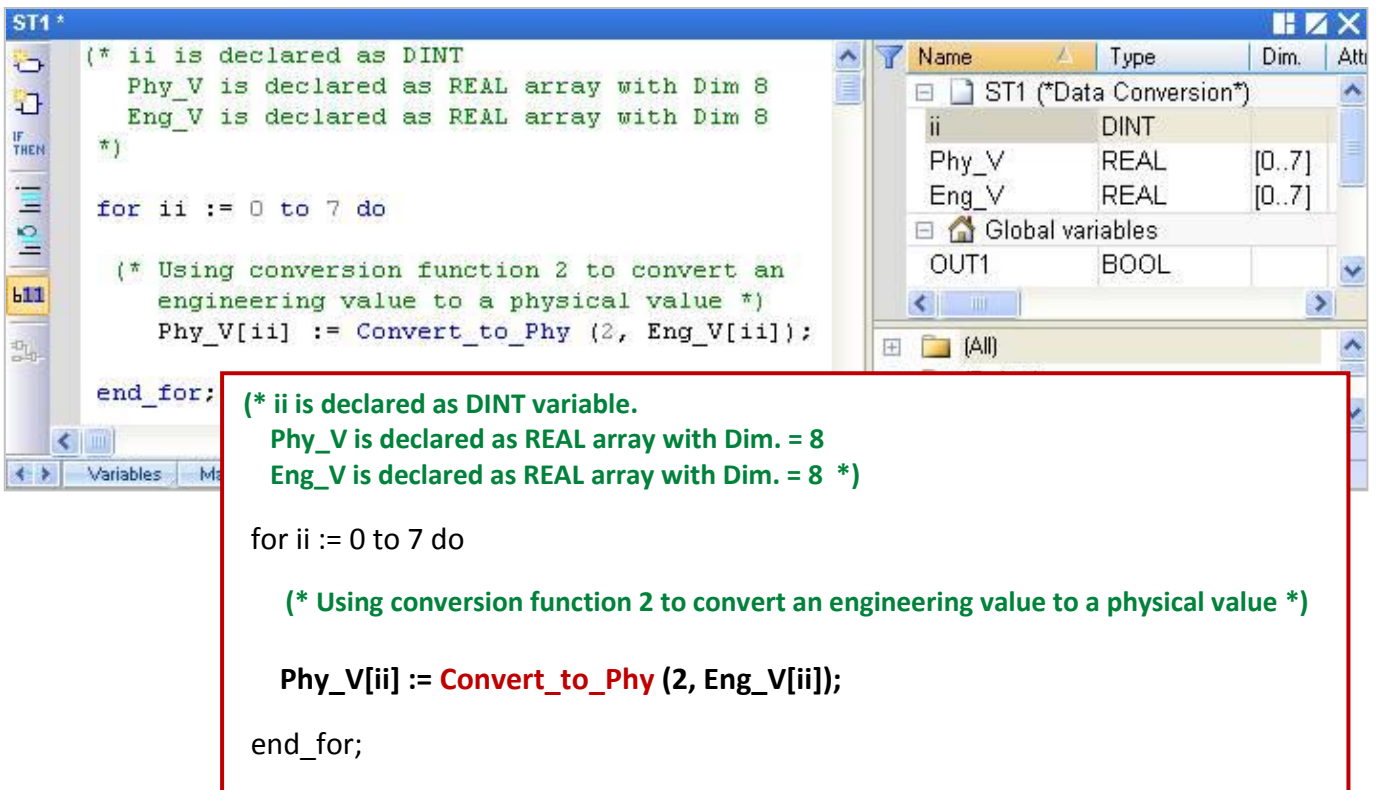 ST1 *
(* ii is declared as DINT
Phy_V is declared as REAL array with Dim 8
Eng_V is declared as REAL array with Dim 8
*)
for ii := 0 to 7 do
(* Using conversion function 2 to convert an
engineering value to a physical value *)
Phy_V[ii] := Convert_to_Phy (2, Eng_V[ii]);
end_for;
IF
THEN
b11
Variables
Name Type Dim.
ST1 (*Data Conversion*)
ii DINT
Phy_V REAL [0..7]
Eng_V REAL [0..7]
Global variables
OUT1 BOOL
(All)
(* ii is declared as DINT variable.
Phy_V is declared as REAL array with Dim. = 8
Eng_V is declared as REAL array with Dim. = 8 *)
for ii := 0 to 7 do
(* Using conversion function 2 to convert an engineering value to a physical value *)
Phy_V[ii] := Convert_to_Phy (2, Eng_V[ii]);
end_for;